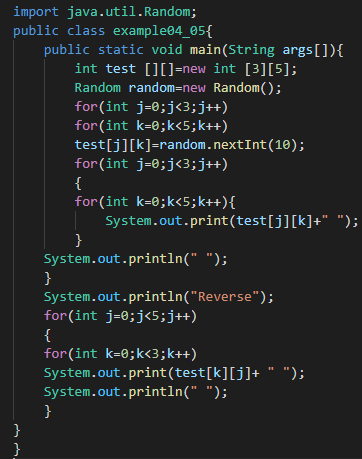 import java.util.Random;
public class example04_05{
    public static void main(String args[]){
        int test [][]=new int [3][5];
        Random random=new Random();
        for(int j=0;j<3;j++)
        for(int k=0;k<5;k++)
        test[j][k]=random.nextInt(10);
        for(int j=0;j<3;j++)
        {
        for(int k=0;k<5;k++){
            System.out.print(test[j][k]+" ");
        }
    System.out.println(" ");
    }
    System.out.println("Reverse");
    for(int j=0;j<5;j++)
    {
    for(int k=0;k<3;k++)
    System.out.print(test[k][j]+ " ");
    System.out.println(" ");
    }
}
}